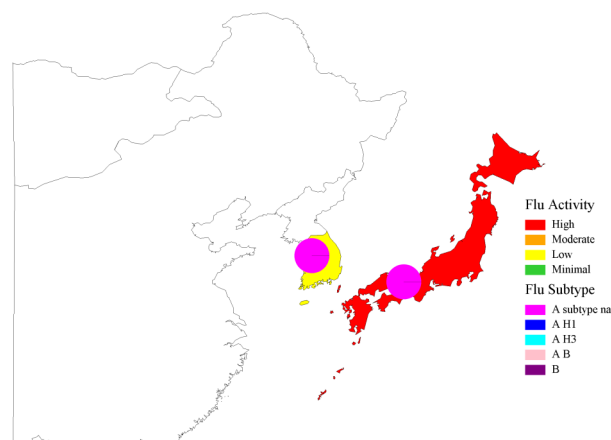 Flu Activity
High
Moderate
Low
Minimal
Flu Subtype
A subtype na
A H1
A H3
A B
B